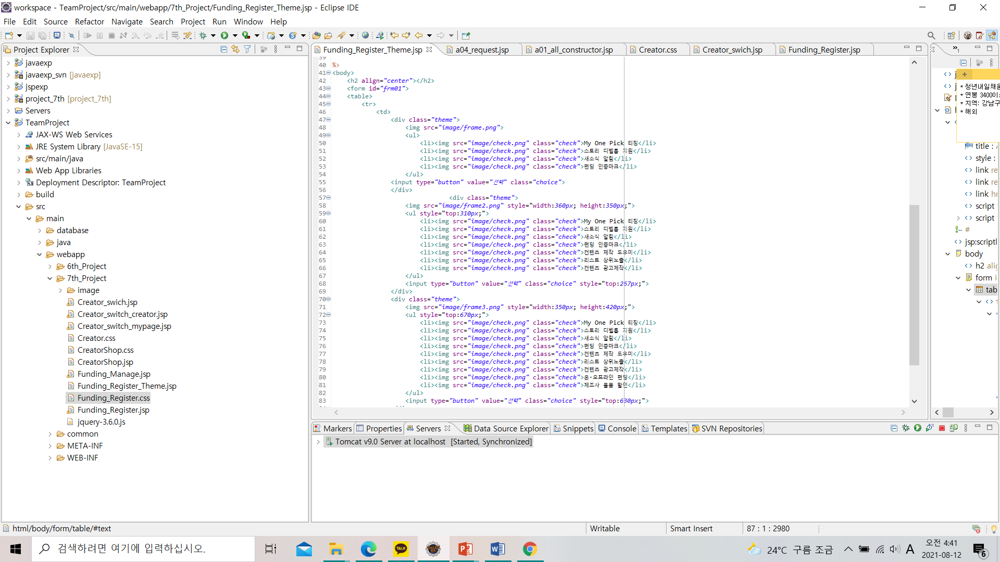 workspace - TeamProject/src/main/webapp/7th_Project/Funding_Register_Theme.jsp - Eclipse IDE
File Edit Source Refactor Navigate Search Project Run Window Help
Project Explorer
javaexp
javaexp_svn [javaexp]
jspexp
project_7th [project_7th]
Servers
TeamProject
JAX-WS Web Services
JRE System Library [JavaSE-15]
src/main/java
Web App Libraries
Deployment Descriptor: TeamProject
build
src
main
database
java
webapp
6th_Project
7th_Project
image
Creator_swich.jsp
Creator_switch_creator.jsp
Creator_switch_mypage.jsp
Creator.css
CreatorShop.css
CreatorShop.jsp
Funding_Manage.jsp
Funding_Register_Theme.jsp
Funding_Register.css
Funding_Register.jsp
jquery-3.6.0.js
common
META-INF
WEB-INF
Funding_Register_Theme.jsp a04_request.jsp a01_all_constructor.jsp Creator.css Creator_swich.jsp Funding_Register.jsp
39
40 %>
41 <body>
42 <h2 align="center"></h2>
43 <form id="frm01">
44 <table>
45 <tr>
46 <td>
47 <div class="theme">
48 <img src="image/frame.png">
49 <ul>
50 <li><img src="image/check.png" class="check">My One Pick 티칭</li>
51 <li><img src="image/check.png" class="check">스토리 디벨롭 지원</li>
52 <li><img src="image/check.png" class="check">새소식 알림</li>
53 <li><img src="image/check.png" class="check">펀딩 인증마크</li>
54 </ul>
55 <input type="button" value="선택" class="choice">
56 </div>
57 <div class="theme">
58 <img src="image/frame2.png" style="width:360px; height:350px;">
59 <ul style="top:310px;">
60 <li><img src="image/check.png" class="check">My One Pick 티칭</li>
61 <li><img src="image/check.png" class="check">스토리 디벨롭 지원</li>
62 <li><img src="image/check.png" class="check">새소식 알림</li>
63 <li><img src="image/check.png" class="check">펀딩 인증마크</li>
64 <li><img src="image/check.png" class="check">컨텐츠 제작 도우미</li>
65 <li><img src="image/check.png" class="check">리스트 상위노출</li>
66 <li><img src="image/check.png" class="check">컨텐츠 광고제작</li>
67 </ul>
68 <input type="button" value="선택" class="choice" style="top:267px;">
69 </div>
70 <div class="theme">
71 <img src="image/frame3.png" style="width:350px; height:420px;">
72 <ul style="top:670px;">
73 <li><img src="image/check.png" class="check">My One Pick 티칭</li>
74 <li><img src="image/check.png" class="check">스토리 디벨롭 지원</li>
75 <li><img src="image/check.png" class="check">새소식 알림</li>
76 <li><img src="image/check.png" class="check">펀딩 인증마크</li>
77 <li><img src="image/check.png" class="check">컨텐츠 제작 도우미</li>
78 <li><img src="image/check.png" class="check">리스트 상위노출</li>
79 <li><img src="image/check.png" class="check">컨텐츠 광고제작</li>
80 <li><img src="image/check.png" class="check">온·오프라인 펀딩</li>
81 <li><img src="image/check.png" class="check">제조사 물품 할인</li>
82 </ul>
83 <input type="button" value="선택" class="choice" style="top:630px;">
* 청년내일채움
* 연봉 3400이상
* 지역: 강남구
* 해외
title :
style :
link re
link re
link hr
script
script
#
jsp:scriptl
body
h2 alig
form i
tab
Markers Properties Servers Data Source Explorer Snippets Console Templates SVN Repositories
Tomcat v9.0 Server at localhost [Started, Synchronized]
html/body/form/table/#text Writable Smart Insert 87 : 1 : 2980
검색하려면 여기에 입력하십시오.
TALK
24°C 구름 조금
A
오전 4:41
2021-08-12
6